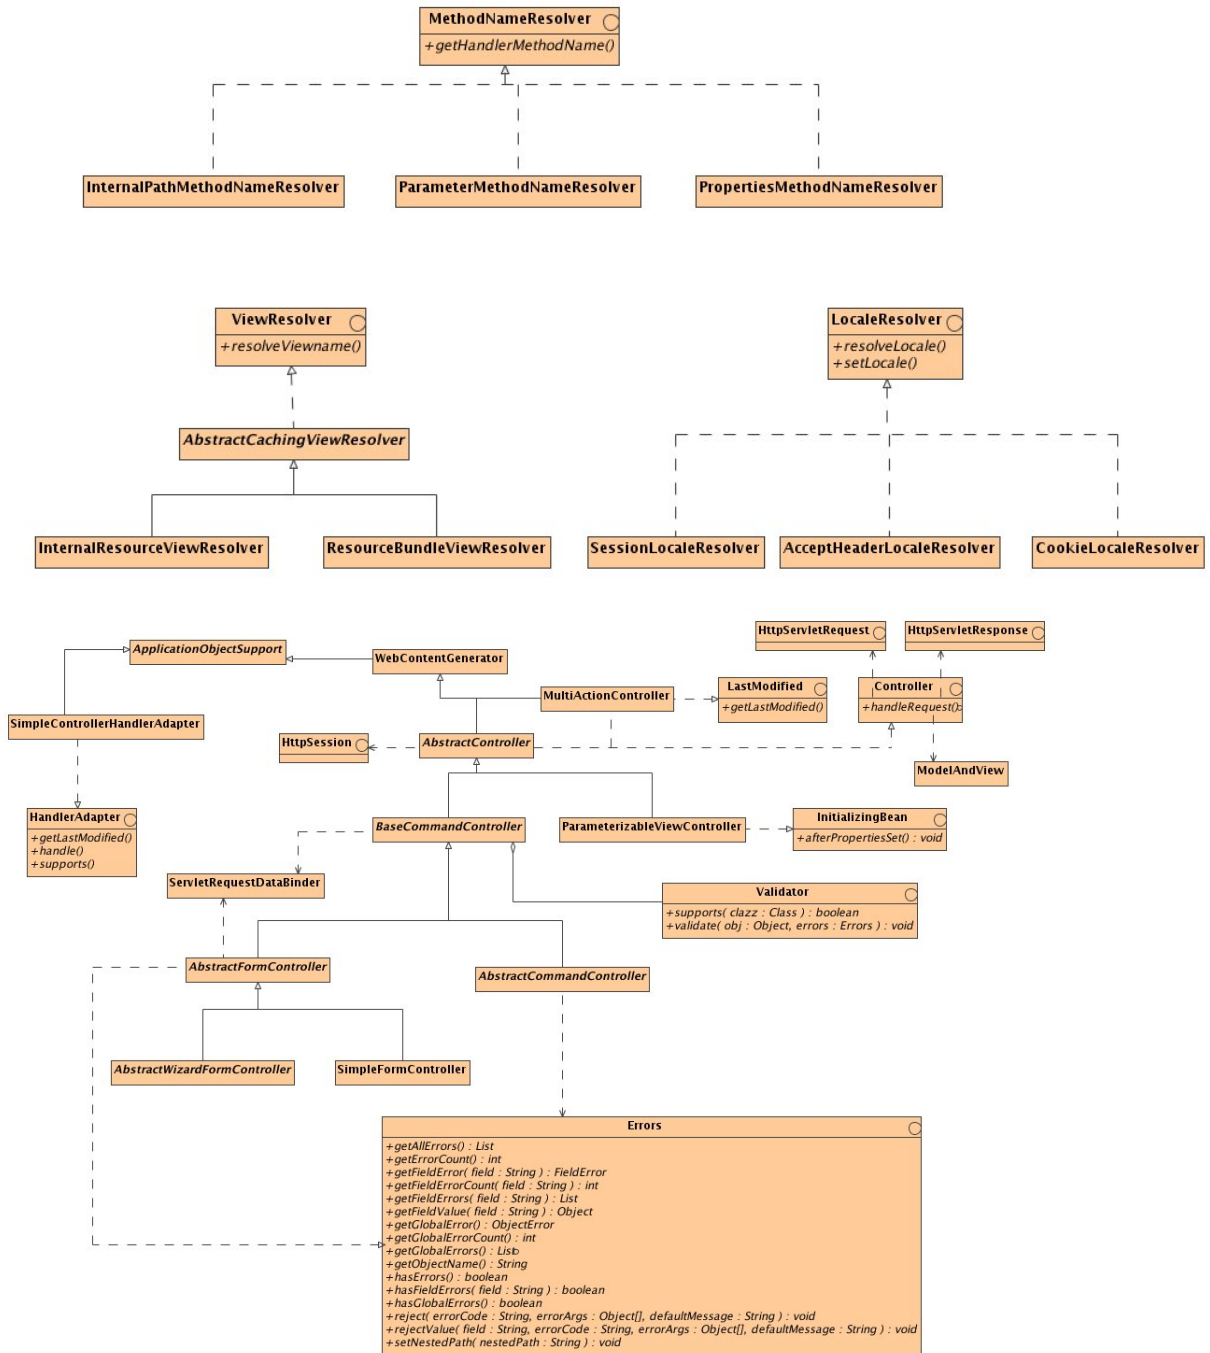 MethodNameResolver
+getHandlerMethodName()
InternalPathMethodNameResolver
ParameterMethodNameResolver
PropertiesMethodNameResolver
ViewResolver
+resolveViewname()
LocaleResolver
+resolveLocale()
+setLocale()
AbstractCachingViewResolver
InternalResourceViewResolver
ResourceBundleViewResolver
SessionLocaleResolver
AcceptHeaderLocaleResolver
CookieLocaleResolver
HttpServletRequest
HttpServletResponse
ApplicationObjectSupport
WebContentGenerator
MultiActionController
LastModified
+getLastModified()
Controller
+handleRequest()
SimpleControllerHandlerAdapter
HttpSession
AbstractController
ModelAndView
HandlerAdapter
+getLastModified()
+handle()
+supports()
BaseCommandController
ParameterizableViewController
InitializingBean
+afterPropertiesSet() : void
ServletRequestDataBinder
Validator
+supports( clazz : Class ) : boolean
+validate( obj : Object, errors : Errors ) : void
AbstractFormController
AbstractCommandController
AbstractWizardFormController
SimpleFormController
Errors
+getAllErrors() : List
+getErrorCount() : int
+getFieldError( field : String ) : FieldError
+getFieldErrorCount( field : String ) : int
+getFieldErrors( field : String ) : List
+getFieldValue( field : String ) : Object
+getGlobalError() : ObjectError
+getGlobalErrorCount() : int
+getGlobalErrors() : List
+getObjectName() : String
+hasErrors() : boolean
+hasFieldErrors( field : String ) : boolean
+hasGlobalErrors() : boolean
+reject( errorCode : String, errorArgs : Object[], defaultMessage : String ) : void
+rejectValue( field : String, errorCode : String, errorArgs : Object[], defaultMessage : String ) : void
+setNestedPath( nestedPath : String ) : void